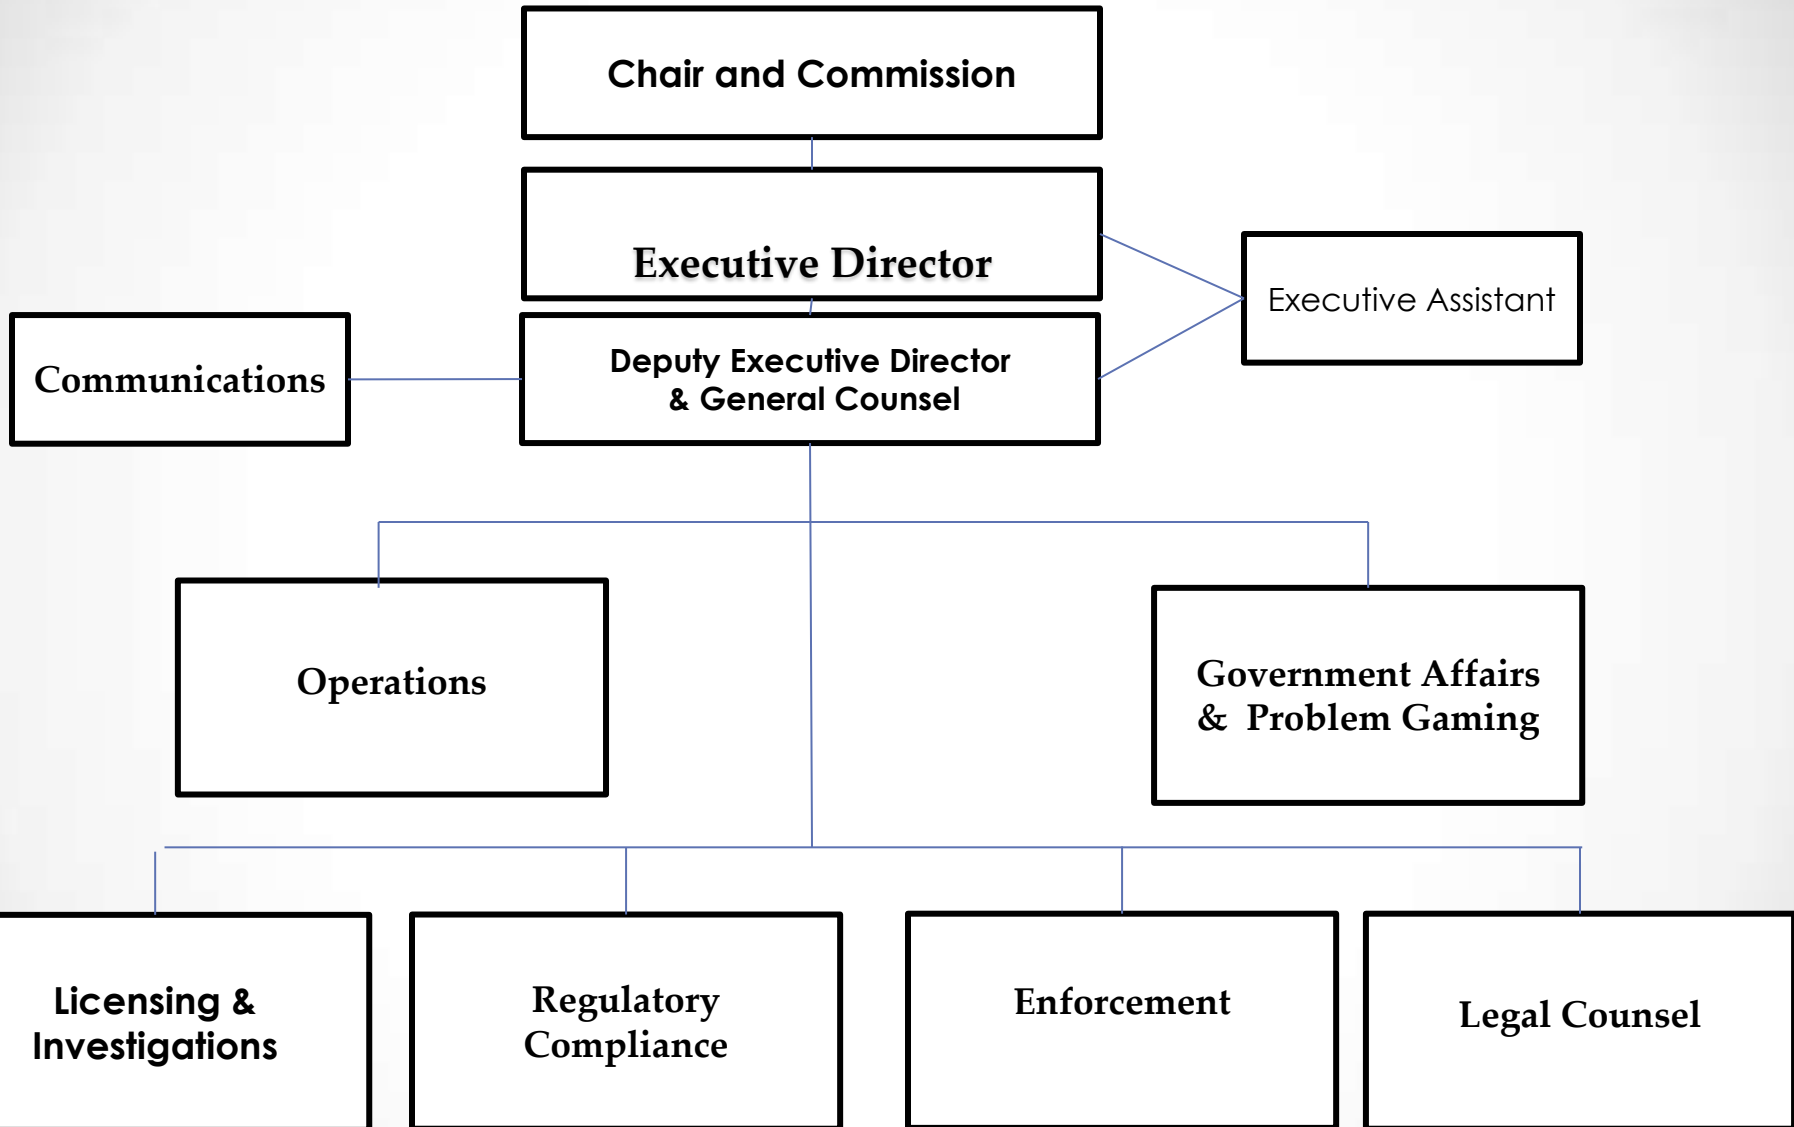 Chair and Commission
Executive Director
Executive Assistant
Communications
Deputy Executive Director
& General Counsel
Operations
Government Affairs
& Problem Gaming
Licensing &
Investigations
Regulatory
Compliance
Enforcement
Legal Counsel